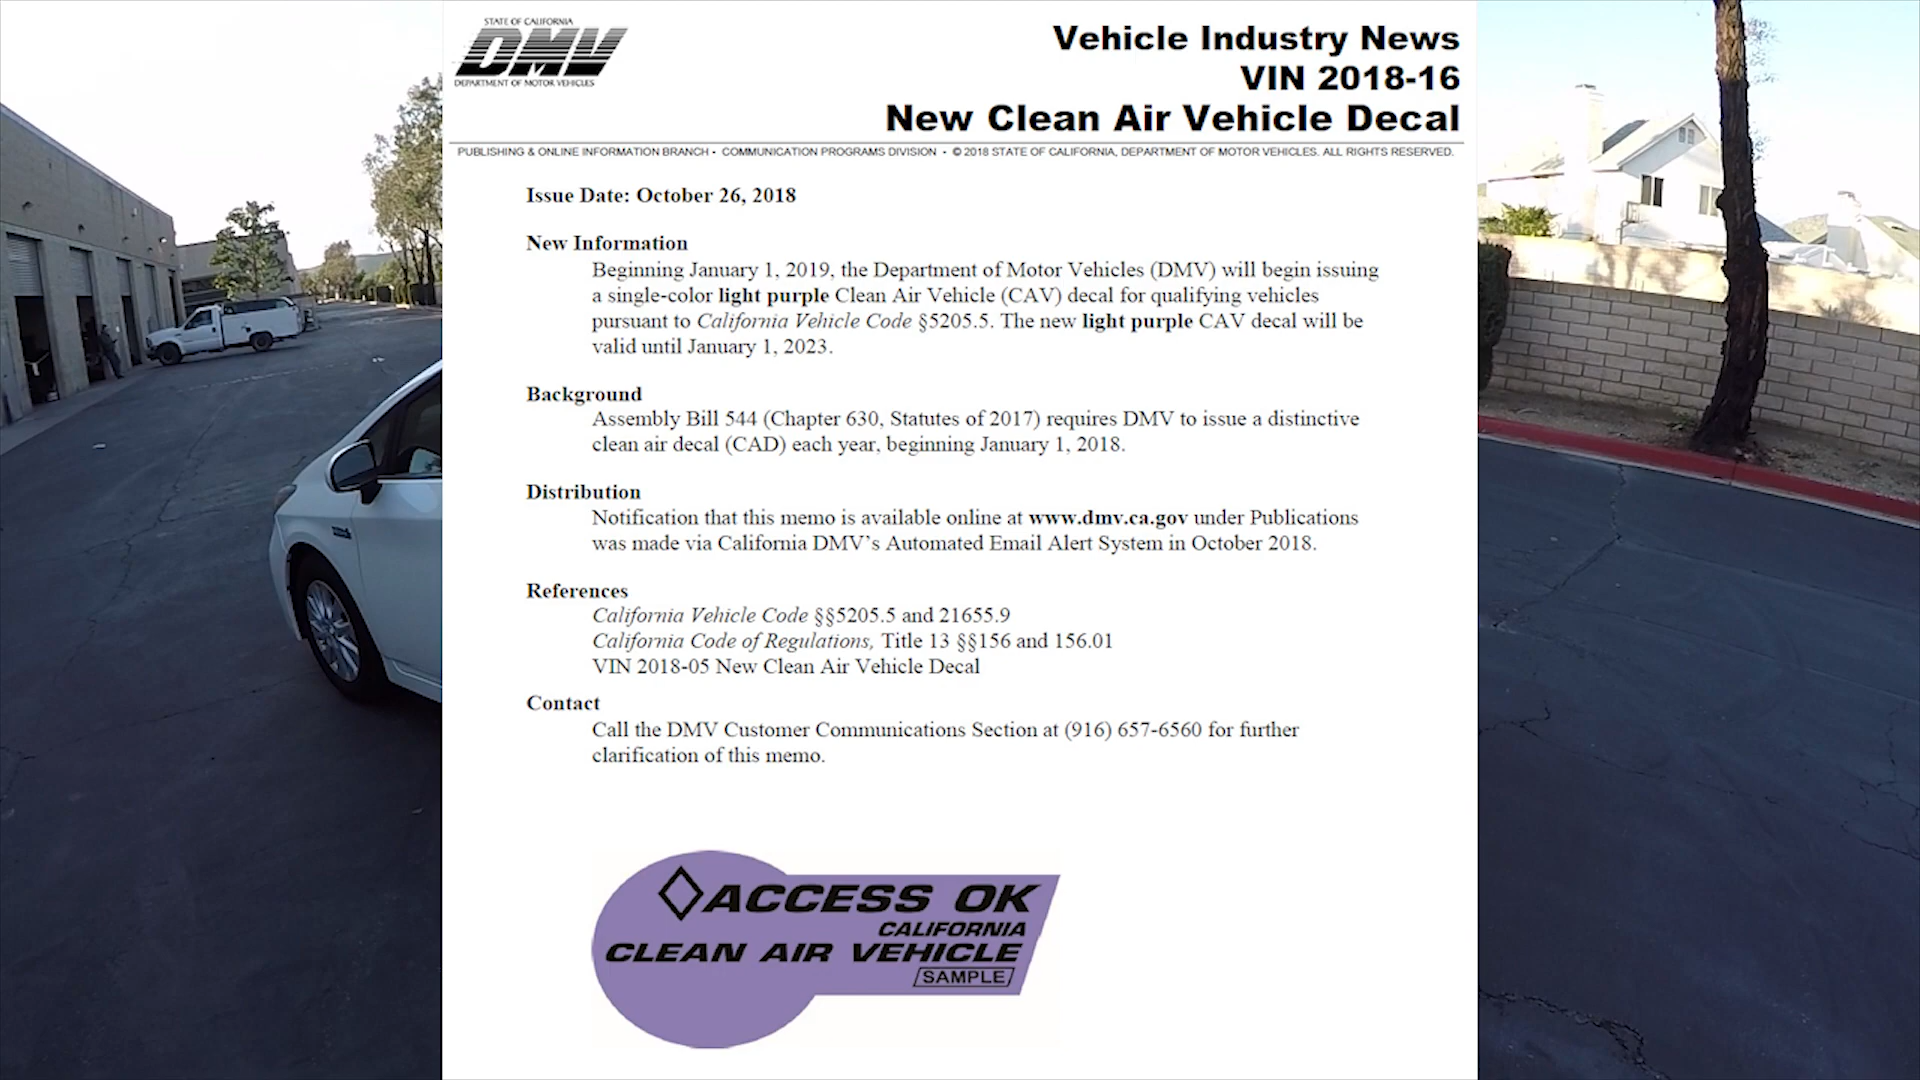 STATE OF CALIFORNIA
DMV
DEPARTMENT OF MOTOR VEHICLES
Vehicle Industry News
VIN 2018-16
New Clean Air Vehicle Decal
PUBLISHING & ONLINE INFORMATION BRANCH • COMMUNICATION PROGRAMS DIVISION • © 2018 STATE OF CALIFORNIA, DEPARTMENT OF MOTOR VEHICLES. ALL RIGHTS RESERVED.
Issue Date: October 26, 2018
New Information
Beginning January 1, 2019, the Department of Motor Vehicles (DMV) will begin issuing
a single-color light purple Clean Air Vehicle (CAV) decal for qualifying vehicles
pursuant to California Vehicle Code §5205.5. The new light purple CAV decal will be
valid until January 1, 2023.
Background
Assembly Bill 544 (Chapter 630, Statutes of 2017) requires DMV to issue a distinctive
clean air decal (CAD) each year, beginning January 1, 2018.
Distribution
Notification that this memo is available online at www.dmv.ca.gov under Publications
was made via California DMV’s Automated Email Alert System in October 2018.
References
California Vehicle Code §§5205.5 and 21655.9
California Code of Regulations, Title 13 §§156 and 156.01
VIN 2018-05 New Clean Air Vehicle Decal
Contact
Call the DMV Customer Communications Section at (916) 657-6560 for further
clarification of this memo.
ACCESS OK
CALIFORNIA
CLEAN AIR VEHICLE
SAMPLE